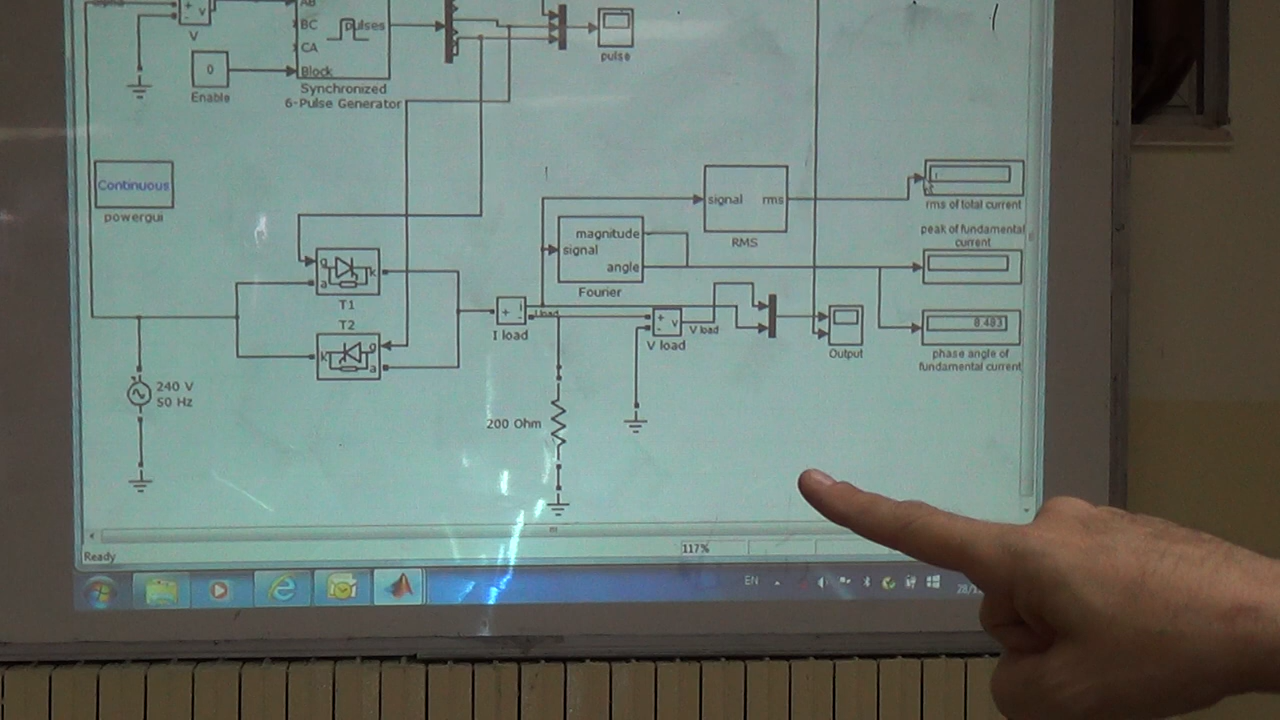 AB
+
- v
V
BC
pulses
CA
Block
0
Enable
Synchronized
6-Pulse Generator
pulse
Continuous
powergui
signal rms
RMS
rms of total current
magnitude
signal
angle
Fourier
peak of fundamental
current
g
a k
T1
T2
k g
a
+ i
-
I load
+
- v
V load
V load
Output
8.483
phase angle of
fundamental current
240 V
50 Hz
200 Ohm
Ready
117%
EN
28/